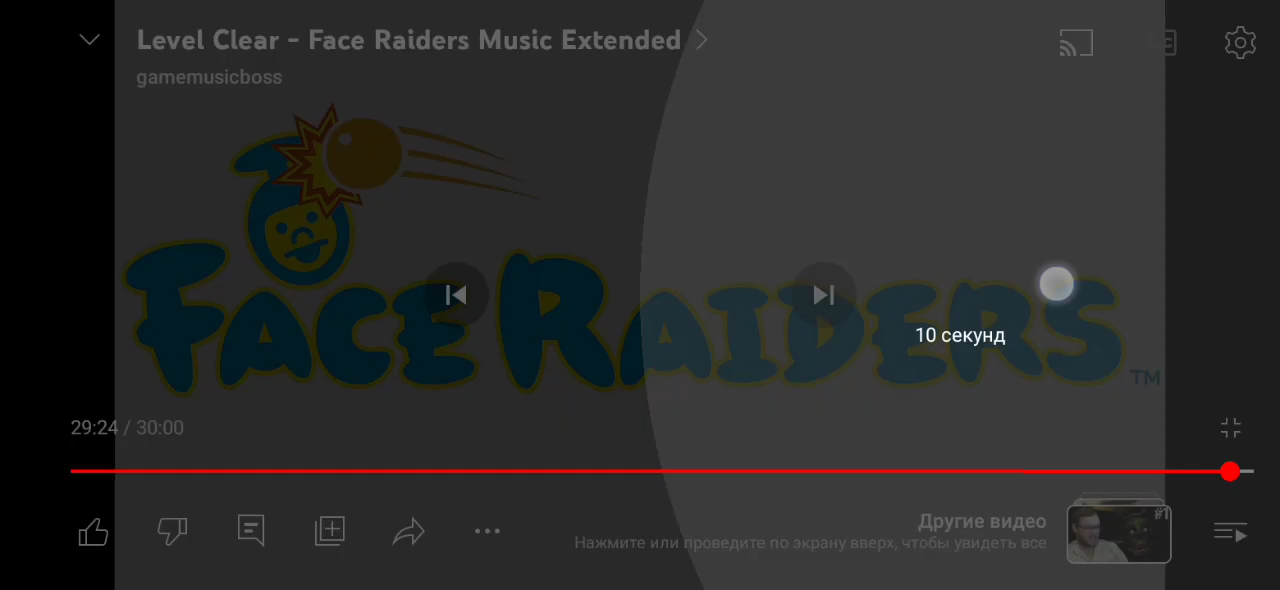 Level Clear - Face Raiders Music Extended
gamemusicboss
FACE RAIDERS TM
10 секунд
29:24 / 30:00
Другие видео
Нажмите или проведите по экрану вверх, чтобы увидеть все
#1